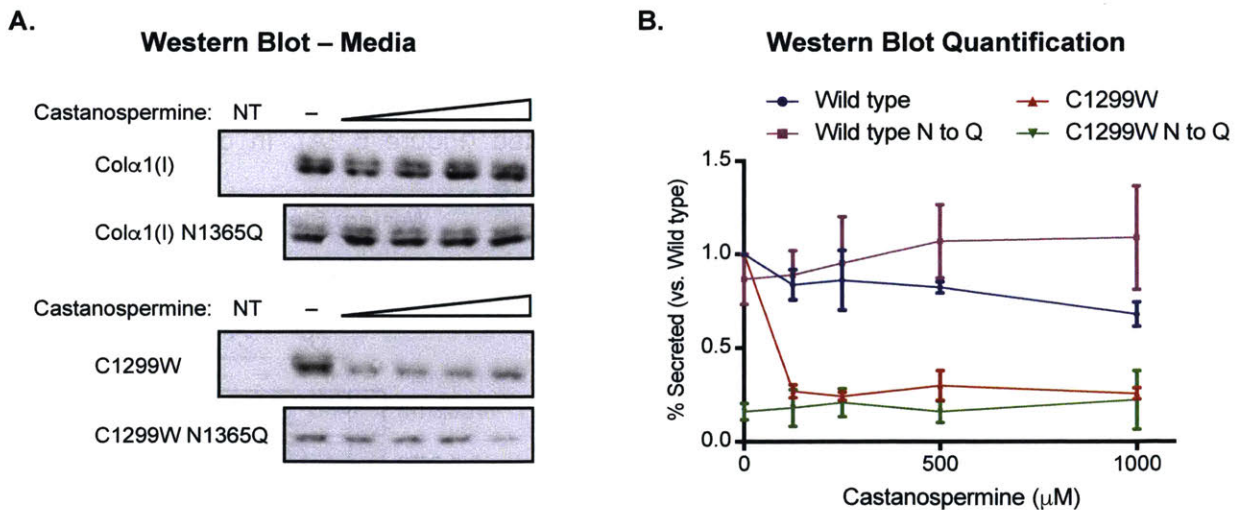 A.
Western Blot – Media
Castanospermine: NT –
Colα1(I)
Colα1(I) N1365Q
Castanospermine: NT –
C1299W
C1299W N1365Q
B.
Western Blot Quantification
Wild type
C1299W
Wild type N to Q
C1299W N to Q
% Secreted (vs. Wild type)
1.5
1.0
0.5
0.0
0
500
1000
Castanospermine (μM)